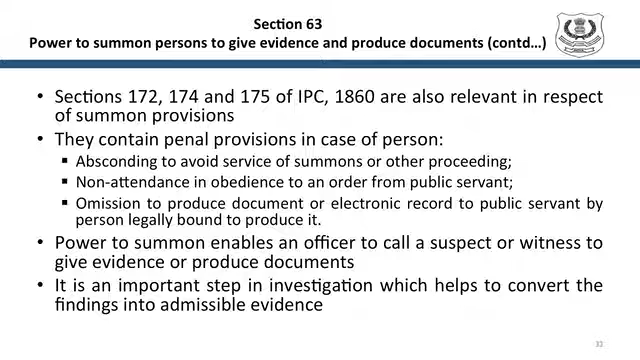 Section 63
Power to summon persons to give evidence and produce documents (contd…)
• Sections 172, 174 and 175 of IPC, 1860 are also relevant in respect
of summon provisions
• They contain penal provisions in case of person:
▪ Absconding to avoid service of summons or other proceeding;
▪ Non-attendance in obedience to an order from public servant;
▪ Omission to produce document or electronic record to public servant by
person legally bound to produce it.
• Power to summon enables an officer to call a suspect or witness to
give evidence or produce documents
• It is an important step in investigation which helps to convert the
findings into admissible evidence